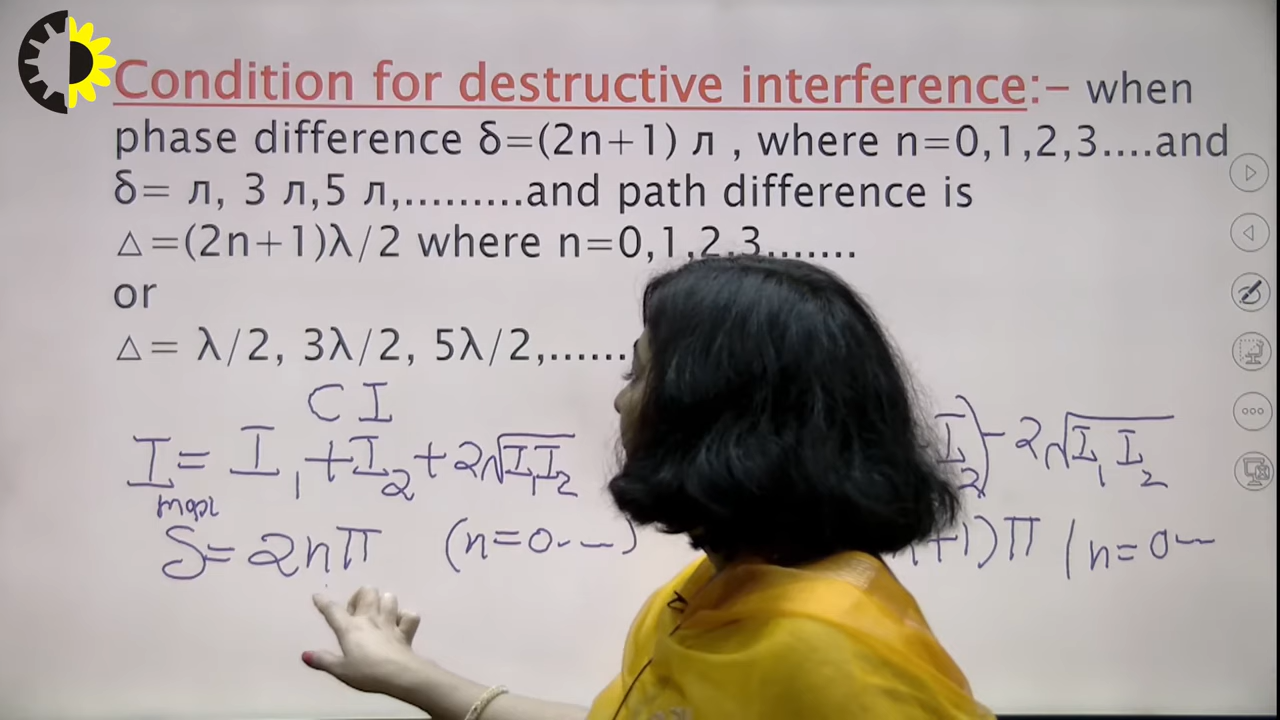 Condition for destructive interference:- when
phase difference δ=(2n+1) л , where n=0,1,2,3....and
δ= л, 3 л,5 л,.........and path difference is
△=(2n+1)λ/2 where n=0,1,2,3.......
or
△= λ/2, 3λ/2, 5λ/2,......
C I
I max = I₁ + I₂ + 2√I₁I₂
I₂) - 2√I₁I₂
δ = 2nπ (n=0---)
n+1)π (n=0--